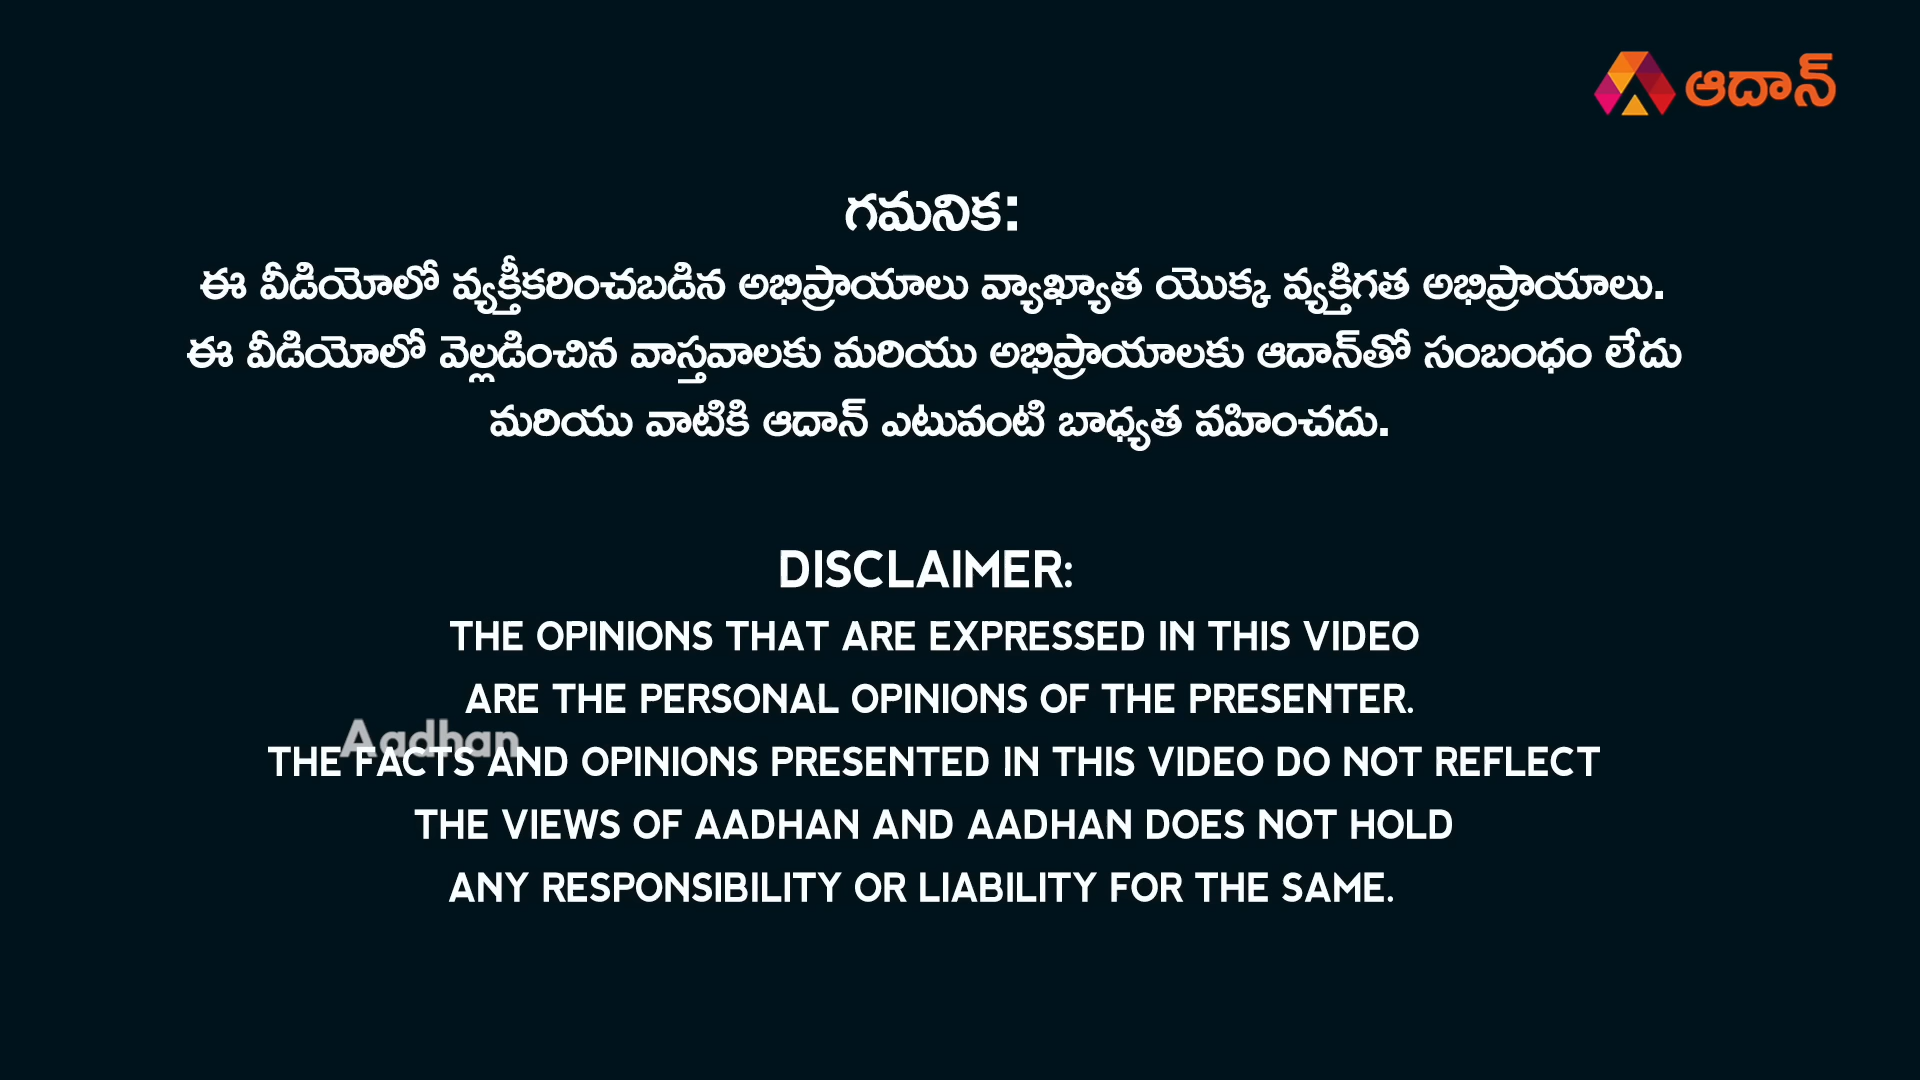 ఆదాన్
గమనిక:
ఈ వీడియోలో వ్యక్తీకరించబడిన అభిప్రాయాలు వ్యాఖ్యాత యొక్క వ్యక్తిగత అభిప్రాయాలు.
ఈ వీడియోలో వెల్లడించిన వాస్తవాలకు మరియు అభిప్రాయాలకు ఆదాన్‌తో సంబంధం లేదు
మరియు వాటికి ఆదాన్ ఎటువంటి బాధ్యత వహించదు.
DISCLAIMER:
THE OPINIONS THAT ARE EXPRESSED IN THIS VIDEO
ARE THE PERSONAL OPINIONS OF THE PRESENTER.
Aadhan
THE FACTS AND OPINIONS PRESENTED IN THIS VIDEO DO NOT REFLECT
THE VIEWS OF AADHAN AND AADHAN DOES NOT HOLD
ANY RESPONSIBILITY OR LIABILITY FOR THE SAME.